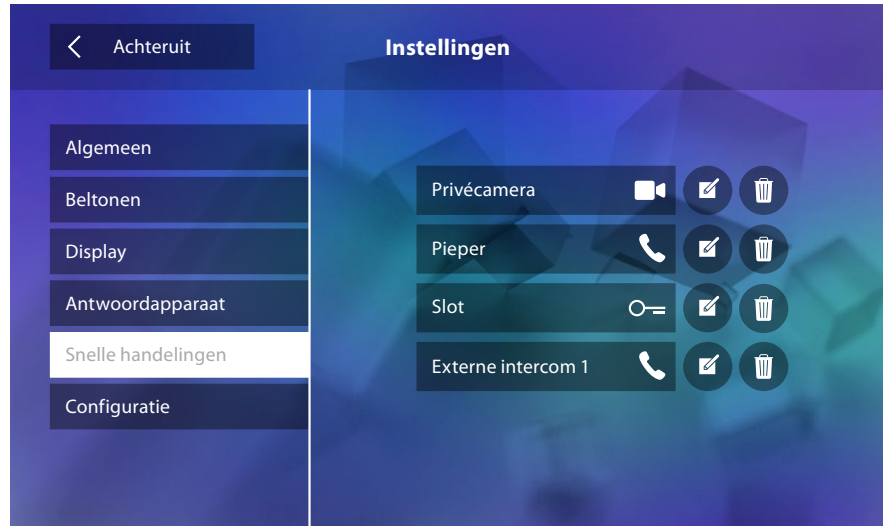 Achteruit
Instellingen
Algemeen
Beltonen
Display
Antwoordapparaat
Snelle handelingen
Configuratie
Privécamera
Pieper
Slot
Externe intercom 1